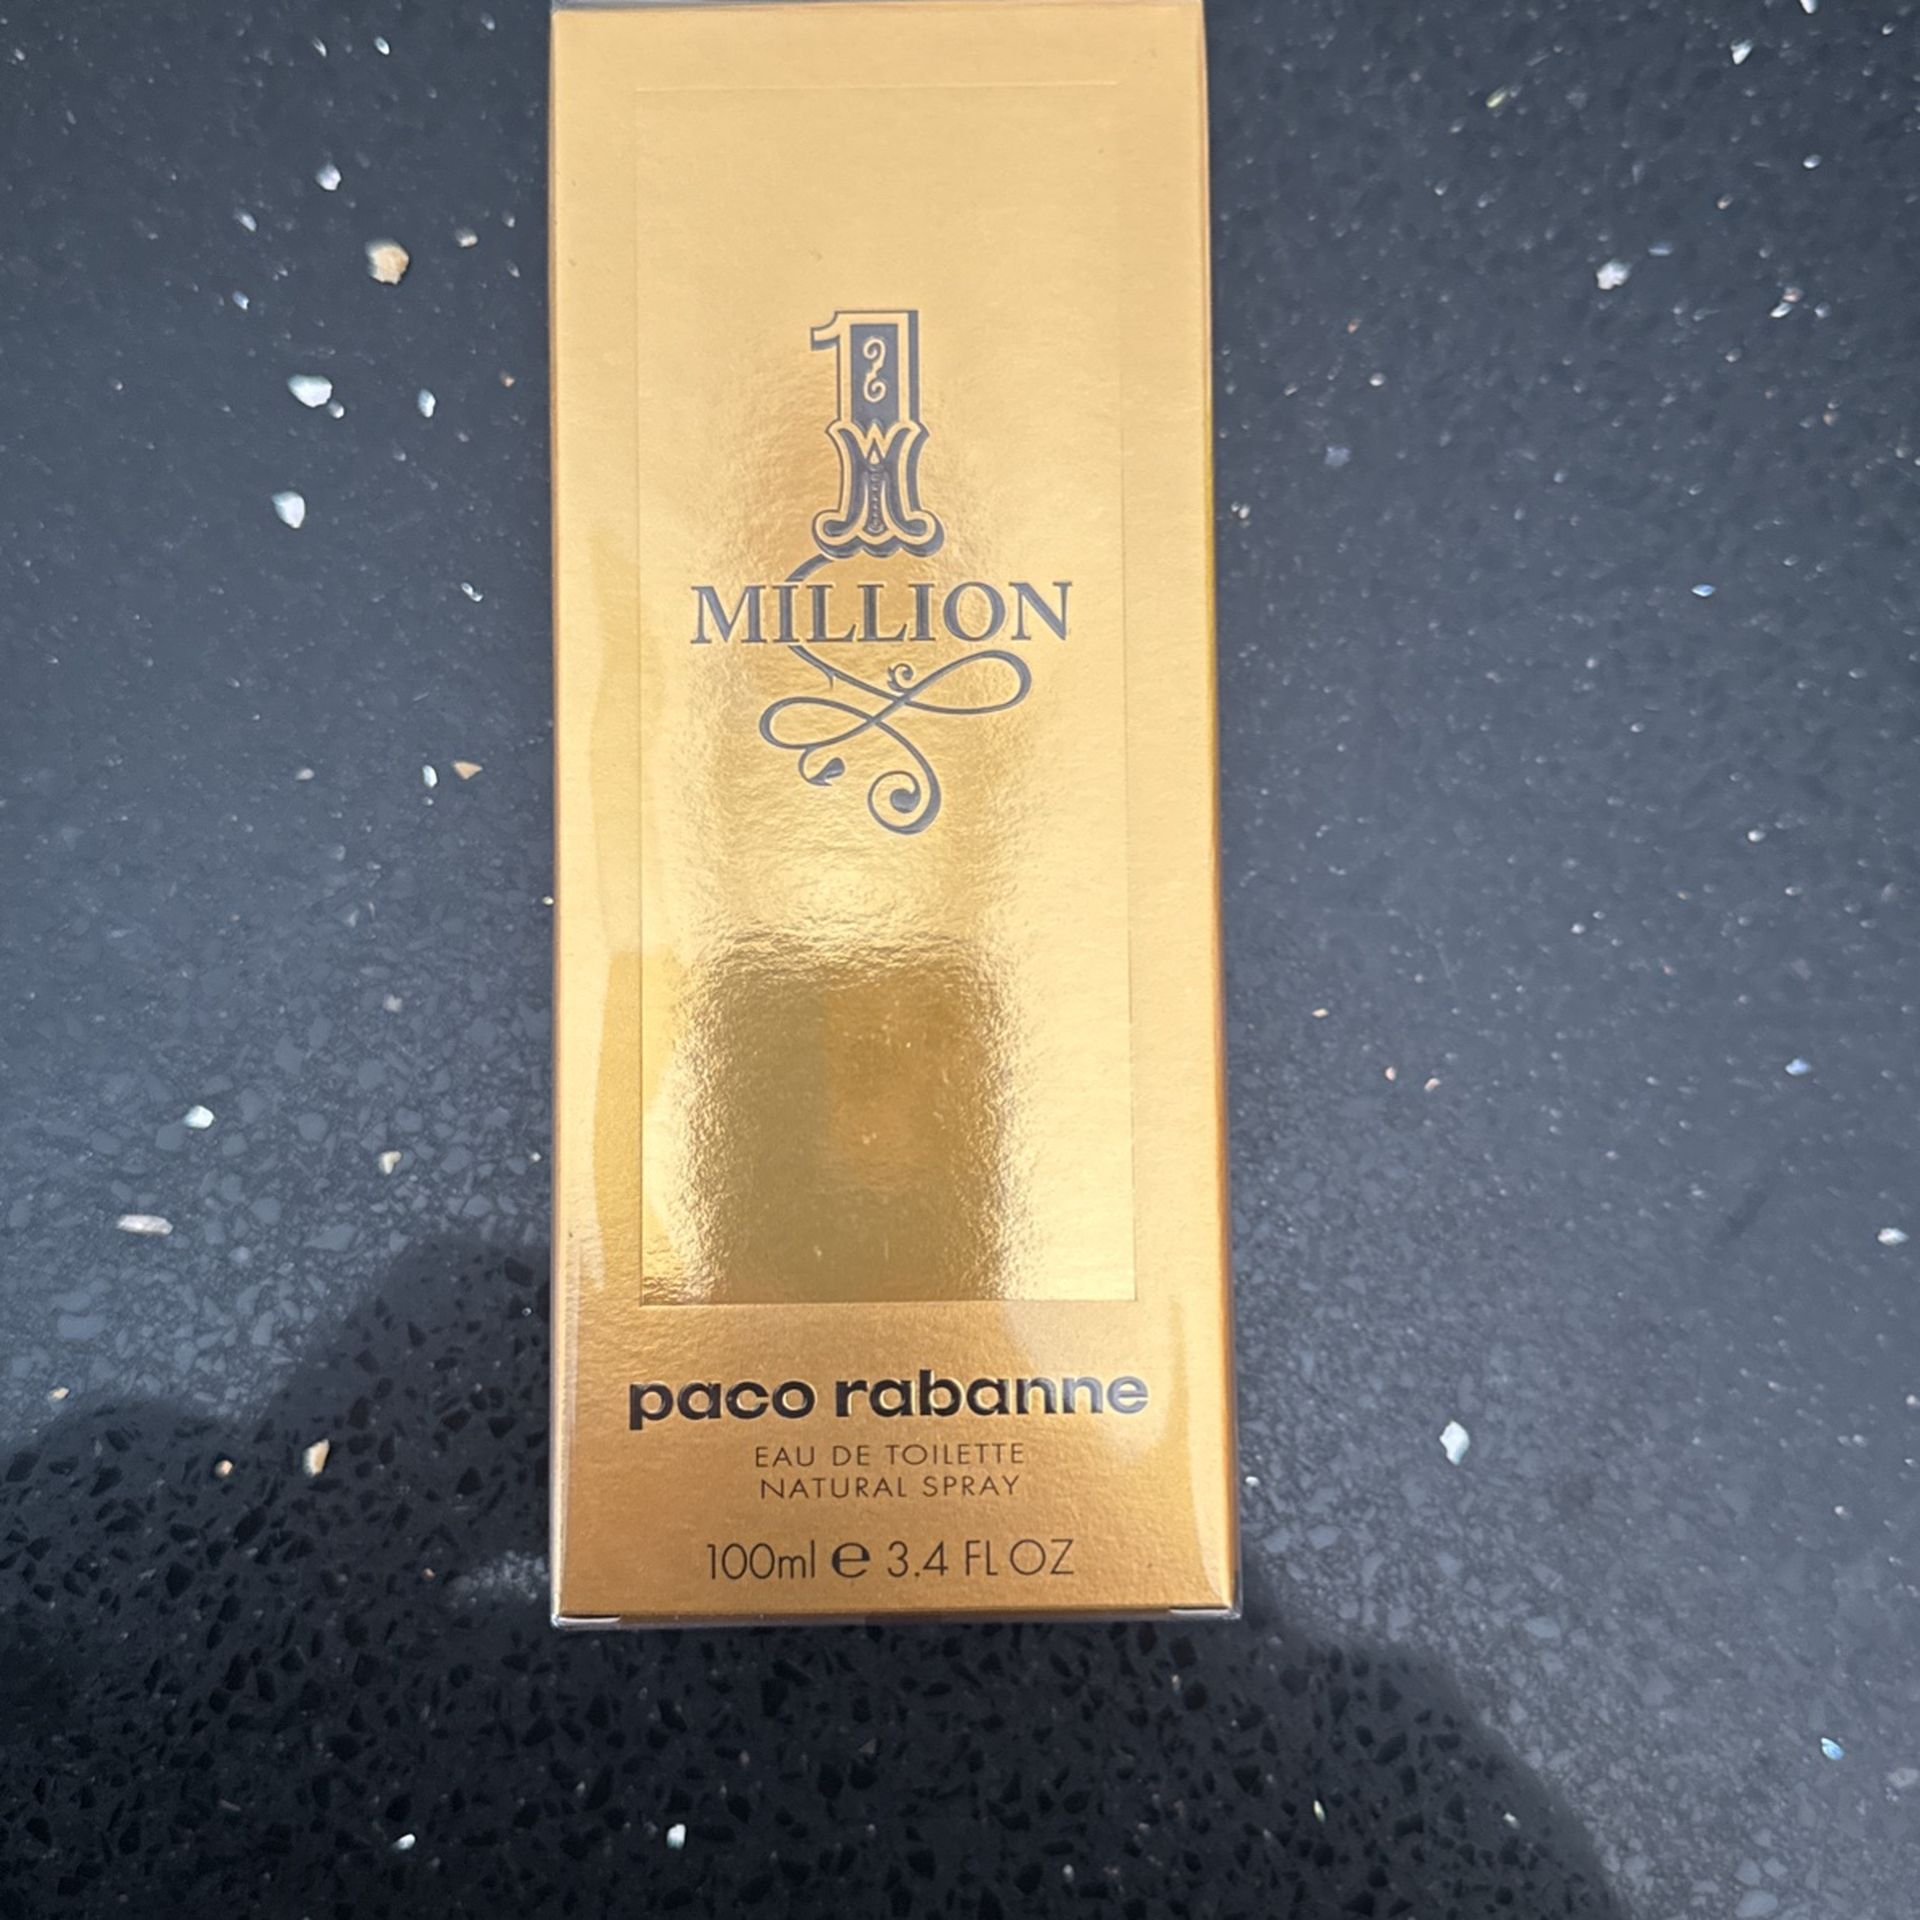 1
MILLION
paco rabanne
EAU DE TOILETTE
NATURAL SPRAY
100ml ℮ 3.4 FL OZ